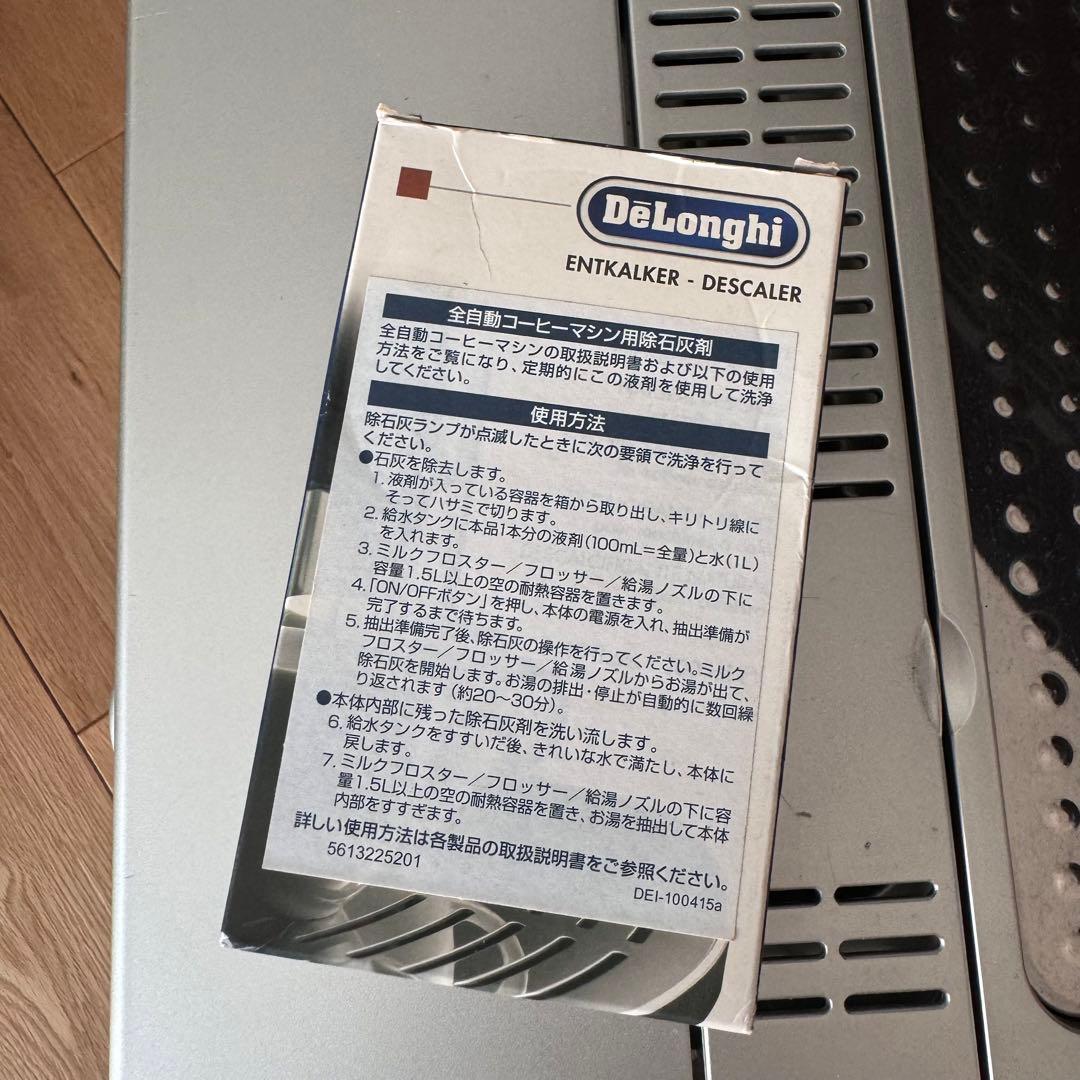 DeLonghi
ENTKALKER - DESCALER
全自動コーヒーマシン用除石灰剤
全自動コーヒーマシンの取扱説明書および以下の使用
方法をご覧になり、定期的にこの液剤を使用して洗浄
してください。
使用方法
除石灰ランプが点滅したときに次の要領で洗浄を行って
ください。
●石灰を除去します。
1. 液剤が入っている容器を箱から取り出し、キリトリ線に
そってハサミで切ります。
2. 給水タンクに本品1本分の液剤(100mL=全量)と水(1L)
を入れます。
3. ミルクフロスター/フロッサー/給湯ノズルの下に
容量1.5L以上の空の耐熱容器を置きます。
4. 「ON/OFFボタン」を押し、本体の電源を入れ、抽出準備が
完了するまで待ちます。
5. 抽出準備完了後、除石灰の操作を行ってください。ミルク
フロスター/フロッサー/給湯ノズルからお湯が出て、
除石灰を開始します。お湯の排出・停止が自動的に数回繰
り返されます(約20〜30分)。
●本体内部に残った除石灰剤を洗い流します。
6. 給水タンクをすすいだ後、きれいな水で満たし、本体に
戻します。
7. ミルクフロスター/フロッサー/給湯ノズルの下に容
量1.5L以上の空の耐熱容器を置き、お湯を抽出して本体
内部をすすぎます。
詳しい使用方法は各製品の取扱説明書をご参照ください。
5613225201
DEI-100415a